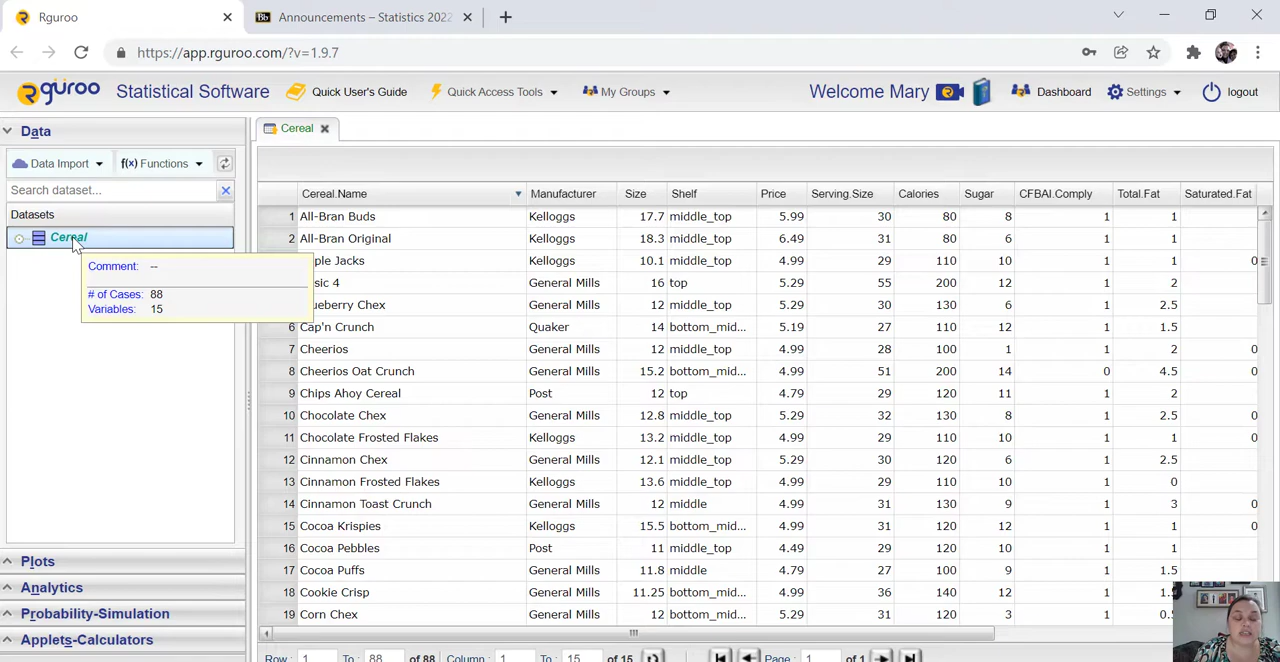 Rguroo
Bb Announcements – Statistics 2022
https://app.rguroo.com/?v=1.9.7
rgüroo Statistical Software Quick User's Guide Quick Access Tools My Groups Welcome Mary Dashboard Settings logout
Data
Data Import f(x) Functions
Search dataset...
Datasets
Cereal
Comment: --
# of Cases: 88
Variables: 15
Plots
Analytics
Probability-Simulation
Applets-Calculators
Cereal
Cereal.Name Manufacturer Size Shelf Price Serving.Size Calories Sugar CFBAI.Comply Total.Fat Saturated.Fat
1 All-Bran Buds Kelloggs 17.7 middle_top 5.99 30 80 8 1 1
2 All-Bran Original Kelloggs 18.3 middle_top 6.49 31 80 6 1 1
ple Jacks Kelloggs 10.1 middle_top 4.99 29 110 10 1 1 0
sic 4 General Mills 16 top 5.29 55 200 12 1 2
ueberry Chex General Mills 12 middle_top 5.29 30 130 6 1 2.5
6 Cap'n Crunch Quaker 14 bottom_mid... 5.19 27 110 12 1 1.5
7 Cheerios General Mills 12 middle_top 4.99 28 100 1 1 2 0
8 Cheerios Oat Crunch General Mills 15.2 bottom_mid... 4.99 51 200 14 0 4.5 0
9 Chips Ahoy Cereal Post 12 top 4.79 29 120 11 1 2
10 Chocolate Chex General Mills 12.8 middle_top 5.29 32 130 8 1 2.5 0
11 Chocolate Frosted Flakes Kelloggs 13.2 middle_top 4.99 29 110 10 1 1 0
12 Cinnamon Chex General Mills 12.1 middle_top 5.29 30 120 6 1 2.5
13 Cinnamon Frosted Flakes Kelloggs 13.6 middle_top 4.99 29 110 10 1 0
14 Cinnamon Toast Crunch General Mills 12 middle 4.99 31 130 9 1 3 0
15 Cocoa Krispies Kelloggs 15.5 bottom_mid... 4.99 31 120 12 1 1 0
16 Cocoa Pebbles Post 11 middle_top 4.49 29 120 10 1 1
17 Cocoa Puffs General Mills 11.8 middle 4.79 27 100 9 1 1.5
18 Cookie Crisp General Mills 11.25 middle 4.99 36 140 12 1 1.
19 Corn Chex General Mills 12 middle_top 5.29 31 120 3 1 0.
Row : 1 To : 88 of 88 Column : 1 To : 15 of 15 Page : 1 of 1